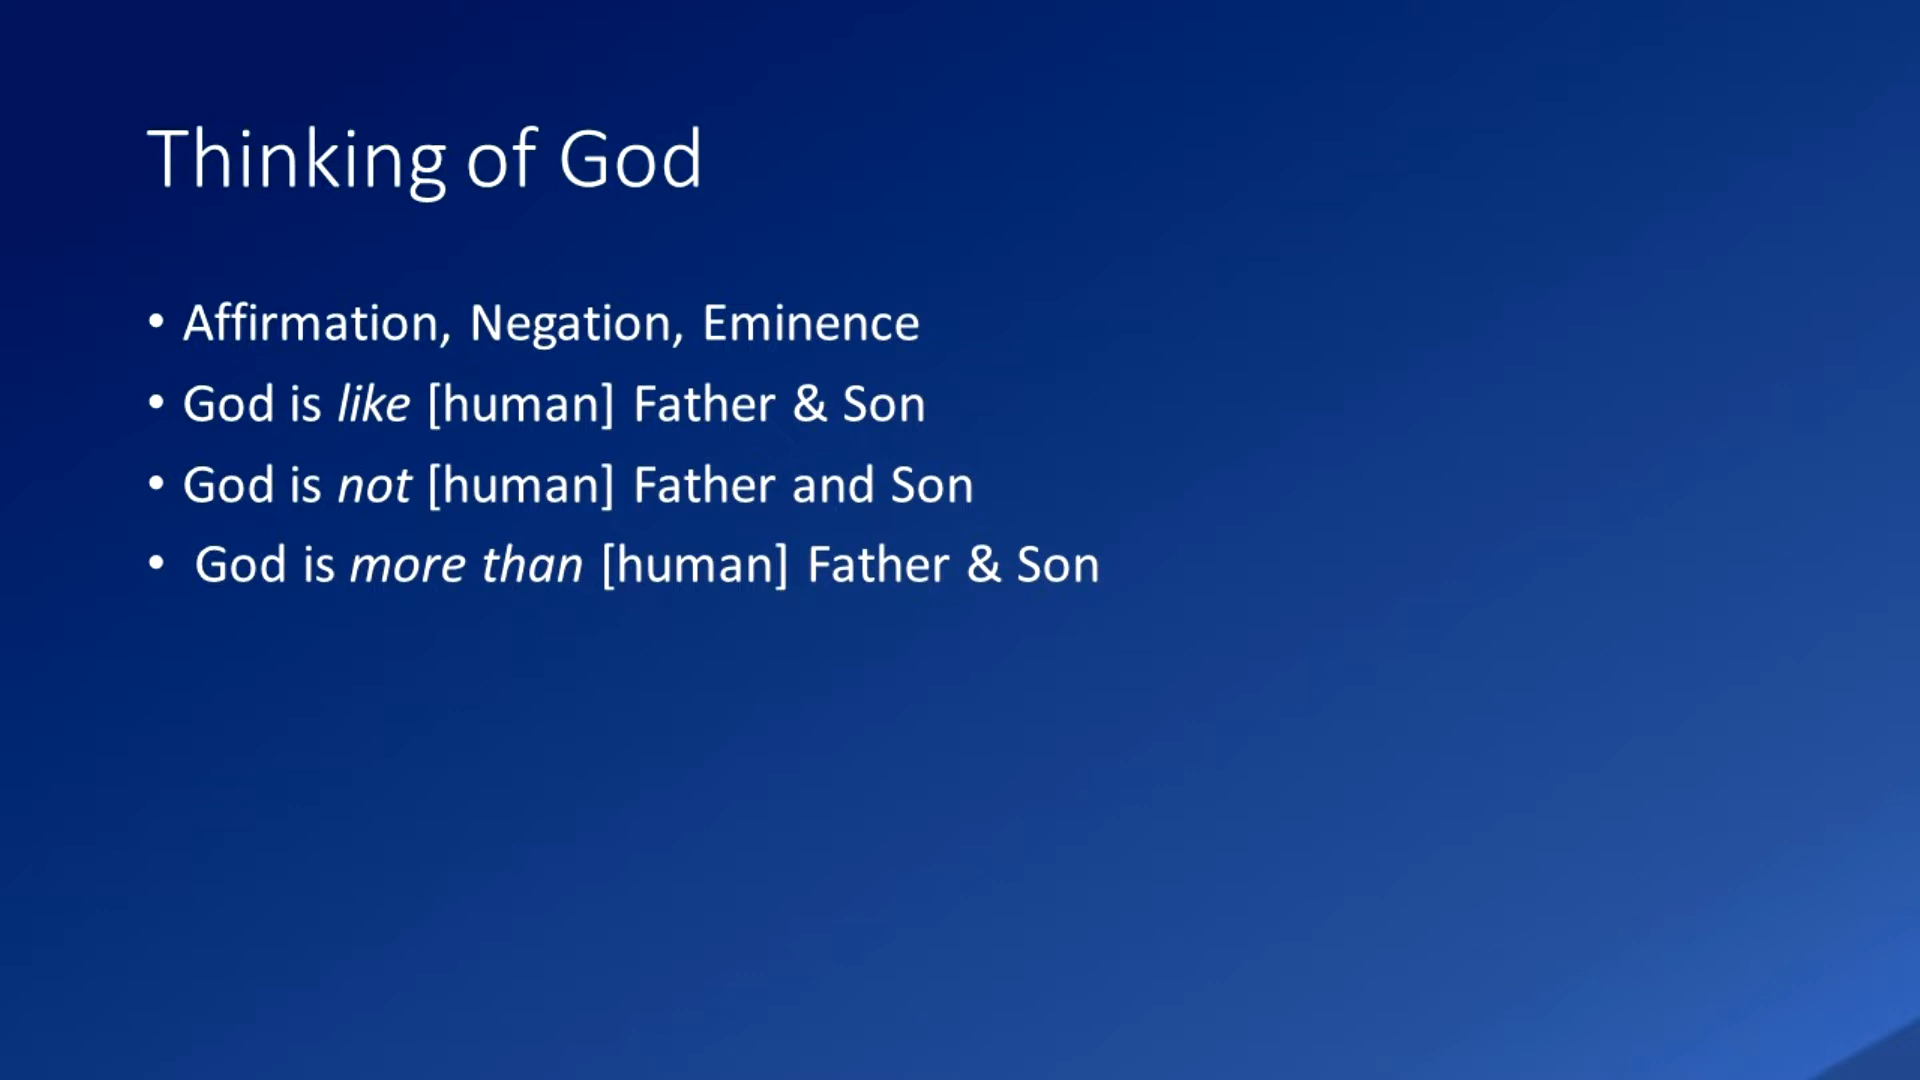 Thinking of God
• Affirmation, Negation, Eminence
• God is like [human] Father & Son
• God is not [human] Father and Son
• God is more than [human] Father & Son